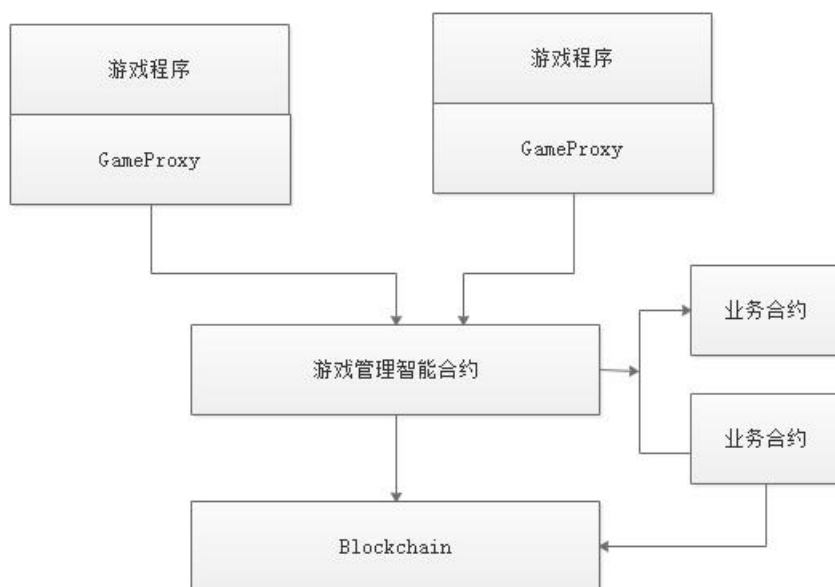 游戏程序
GameProxy
游戏程序
GameProxy
游戏管理智能合约
业务合约
业务合约
Blockchain